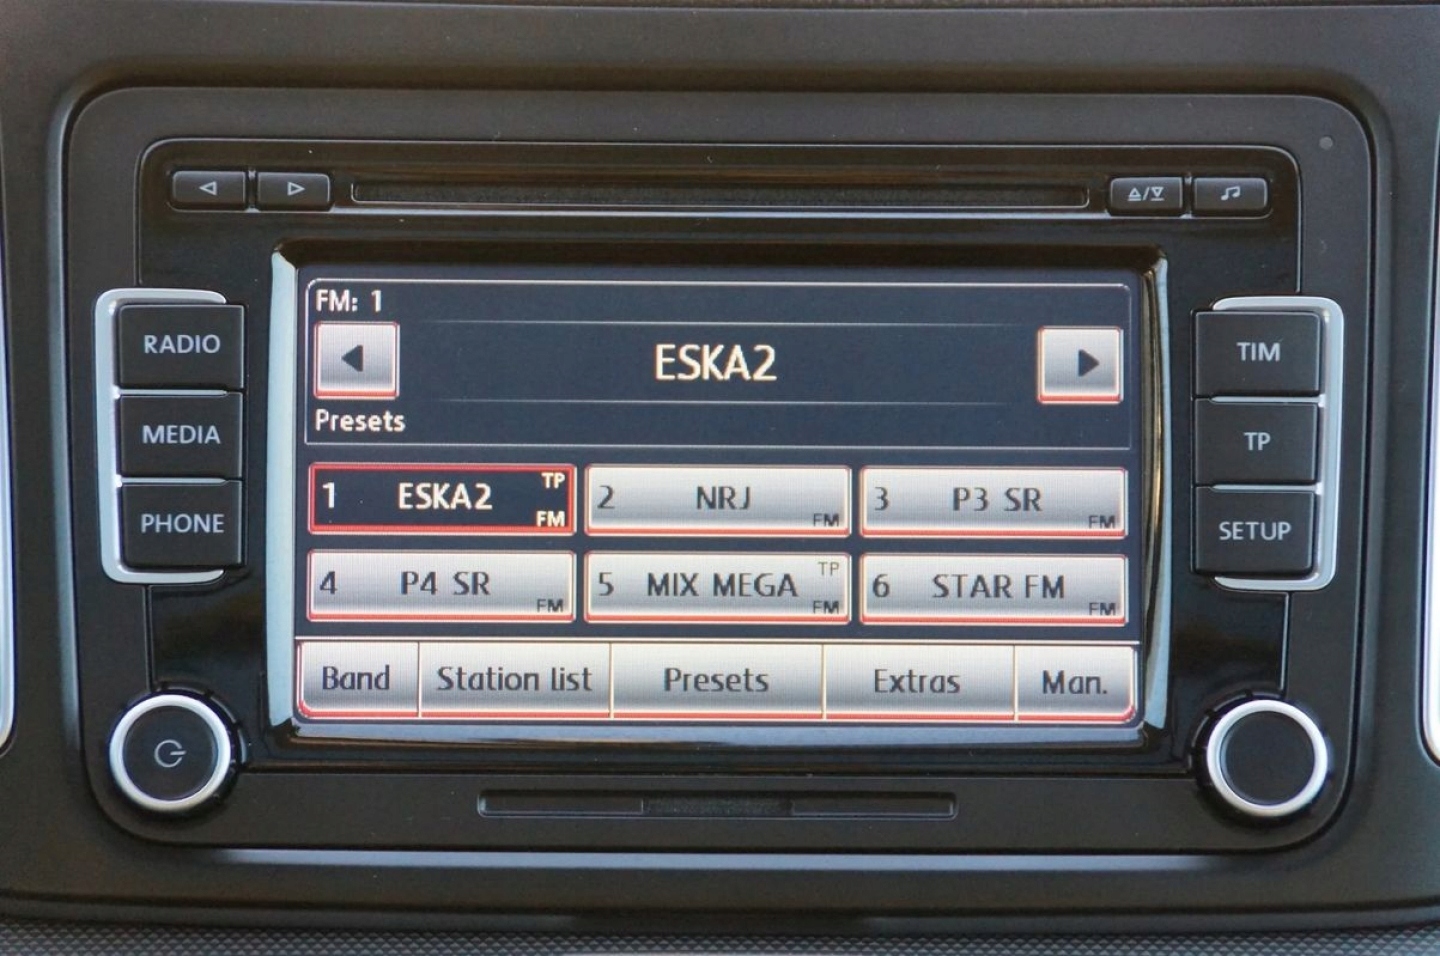 FM: 1
ESKA2
Presets
1 ESKA2 TP FM
2 NRJ FM
3 P3 SR FM
4 P4 SR FM
5 MIX MEGA TP FM
6 STAR FM FM
Band Station list Presets Extras Man.
RADIO
MEDIA
PHONE
TIM
TP
SETUP